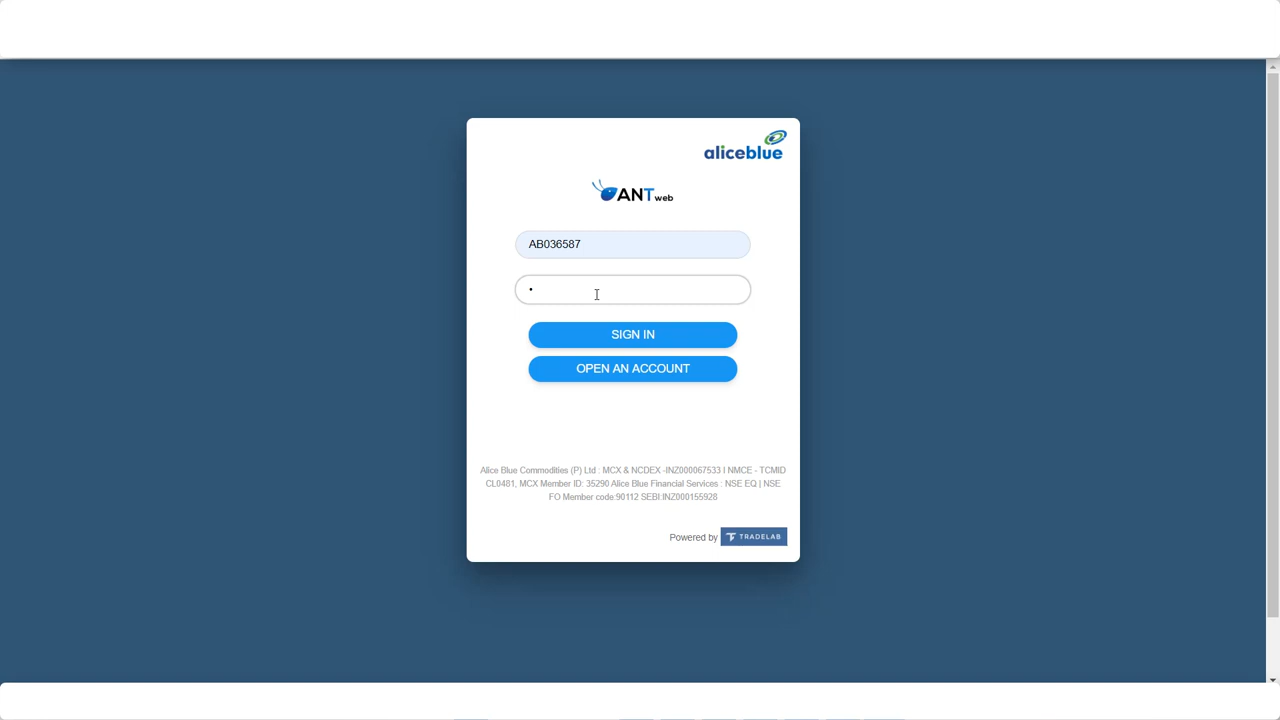 aliceblue
ANT web
AB036587
•
SIGN IN
OPEN AN ACCOUNT
Alice Blue Commodities (P) Ltd : MCX & NCDEX -INZ000067533 I NMCE - TCMID
CL0481, MCX Member ID: 35290 Alice Blue Financial Services : NSE EQ | NSE
FO Member code:90112 SEBI:INZ000155928
Powered by TRADELAB